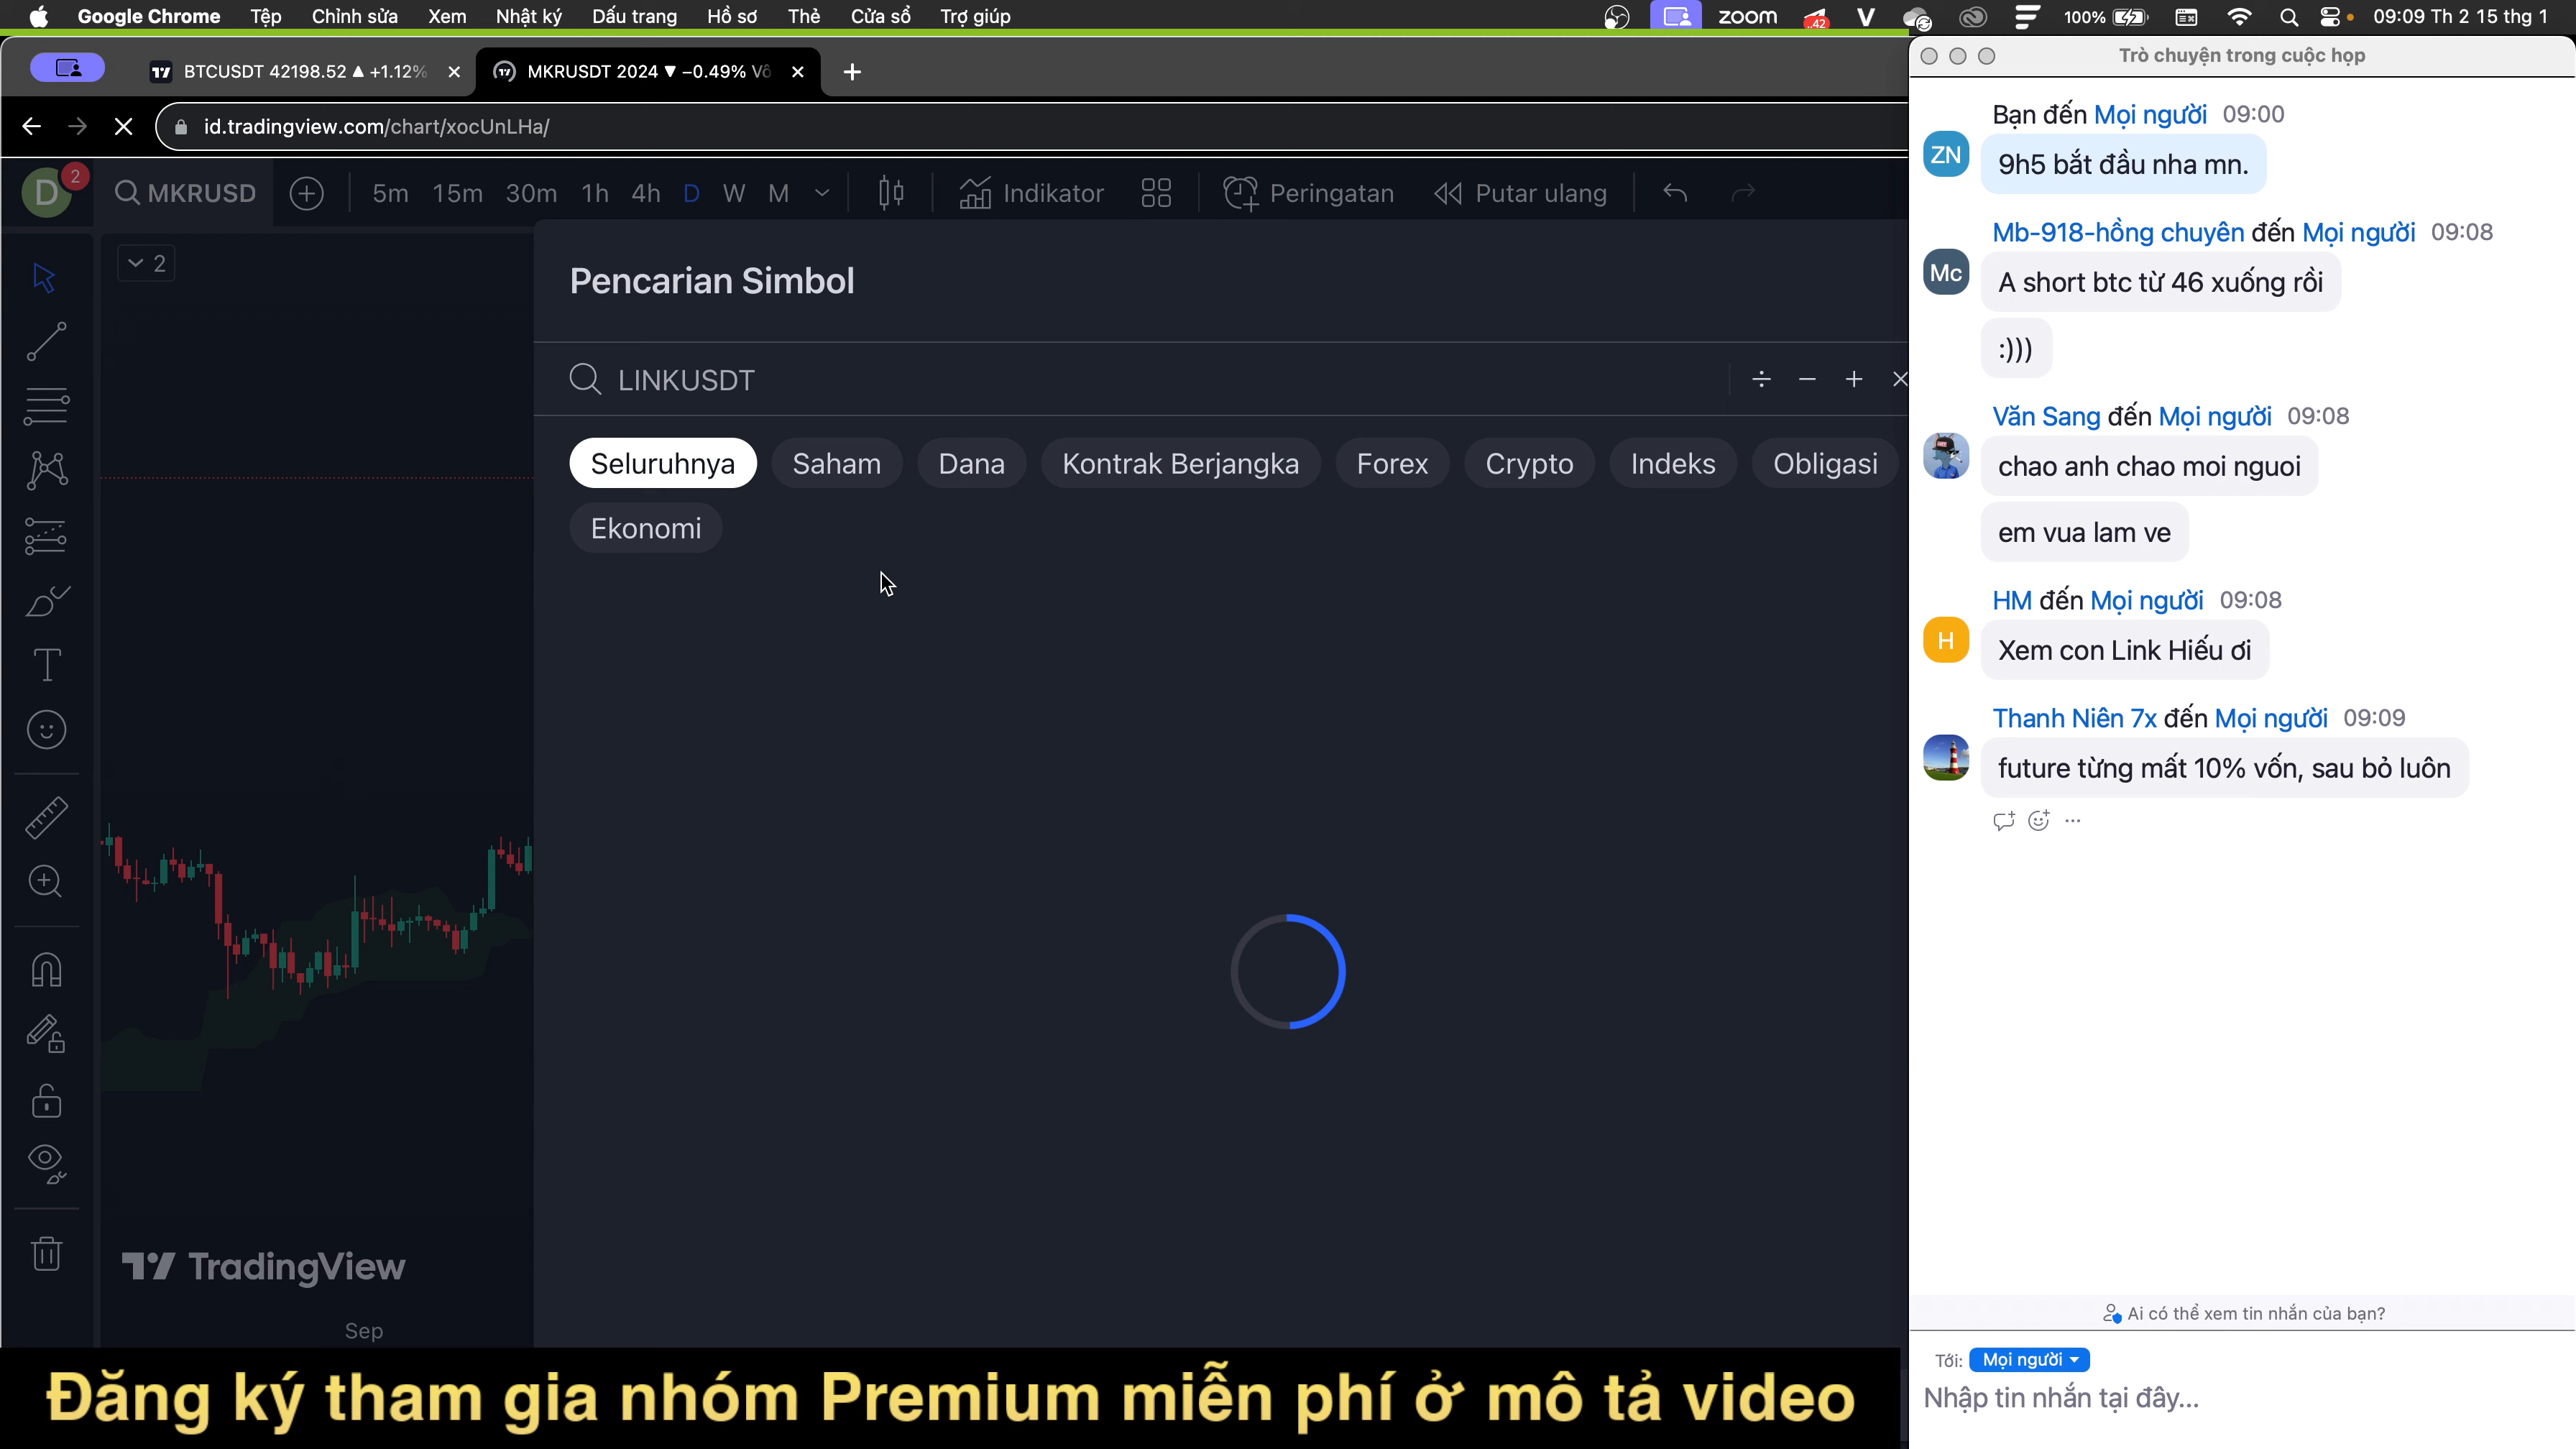 Google Chrome Tệp Chỉnh sửa Xem Nhật ký Dấu trang Hồ sơ Thẻ Cửa sổ Trợ giúp zoom 42 100% 09:09 Th 2 15 thg 1
BTCUSDT 42198.52 ▲ +1.12%
MKRUSDT 2024 ▼ −0.49% Vô
id.tradingview.com/chart/xocUnLHa/
D 2
MKRUSD
5m 15m 30m 1h 4h D W M
Indikator
Peringatan
Putar ulang
2
Pencarian Simbol
LINKUSDT
Seluruhnya Saham Dana Kontrak Berjangka Forex Crypto Indeks Obligasi
Ekonomi
TradingView
Sep
Đăng ký tham gia nhóm Premium miễn phí ở mô tả video
Trò chuyện trong cuộc họp
Bạn đến Mọi người 09:00
ZN
9h5 bắt đầu nha mn.
Mb-918-hồng chuyên đến Mọi người 09:08
Mc
A short btc từ 46 xuống rồi
:)))
Văn Sang đến Mọi người 09:08
chao anh chao moi nguoi
em vua lam ve
HM đến Mọi người 09:08
H
Xem con Link Hiếu ơi
Thanh Niên 7x đến Mọi người 09:09
future từng mất 10% vốn, sau bỏ luôn
Ai có thể xem tin nhắn của bạn?
Tới: Mọi người
Nhập tin nhắn tại đây...